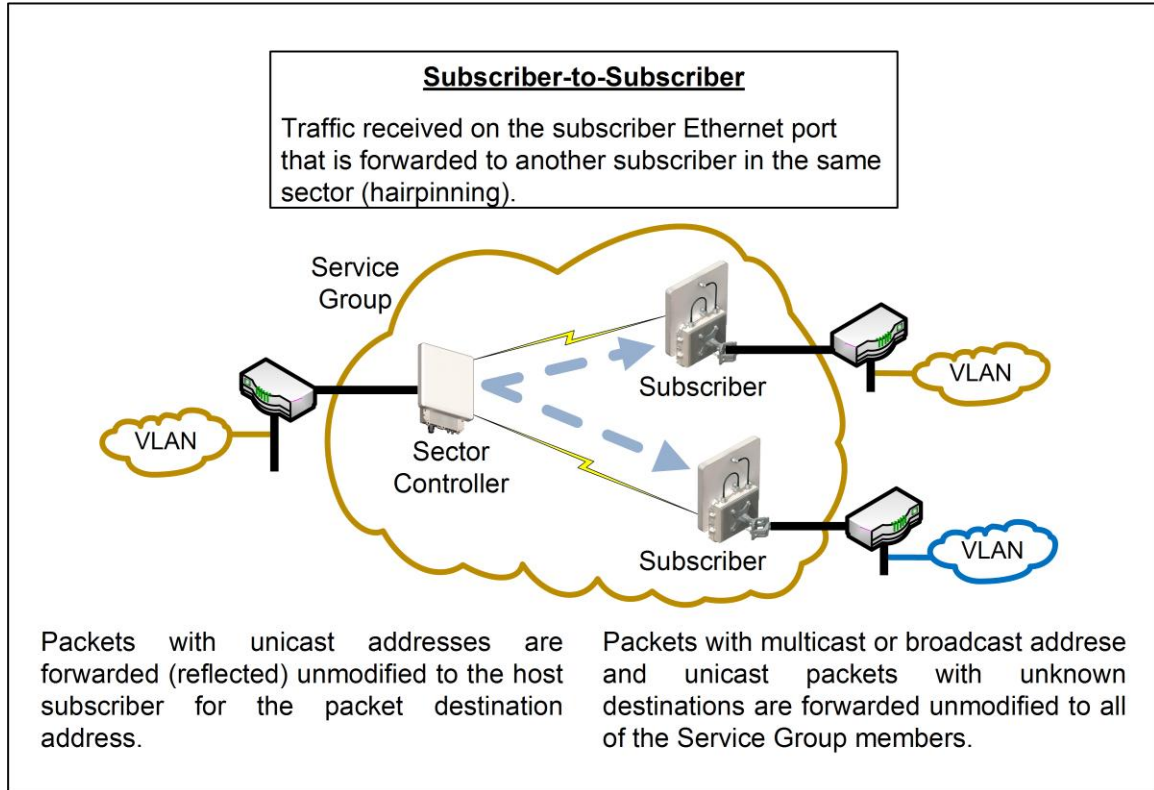 Subscriber-to-Subscriber
Traffic received on the subscriber Ethernet port
that is forwarded to another subscriber in the same
sector (hairpinning).
Service
Group
Subscriber
VLAN
VLAN
Sector
Controller
Subscriber
VLAN
Packets with unicast addresses are
forwarded (reflected) unmodified to the host
subscriber for the packet destination
address.
Packets with multicast or broadcast addrese
and unicast packets with unknown
destinations are forwarded unmodified to all
of the Service Group members.